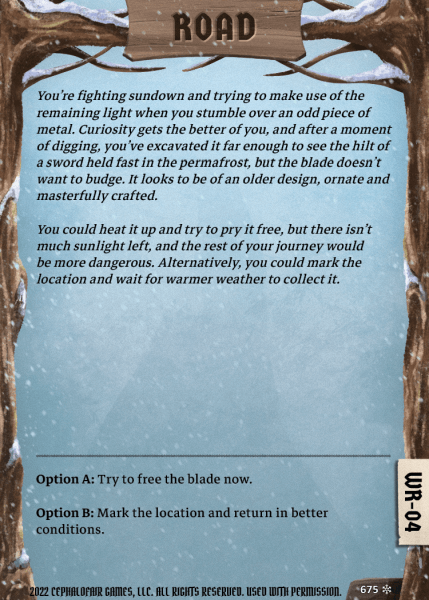 ROAD
You're fighting sundown and trying to make use of the
remaining light when you stumble over an odd piece of
metal. Curiosity gets the better of you, and after a moment
of digging, you've excavated it far enough to see the hilt of
a sword held fast in the permafrost, but the blade doesn't
want to budge. It looks to be of an older design, ornate and
masterfully crafted.
You could heat it up and try to pry it free, but there isn't
much sunlight left, and the rest of your journey would
be more dangerous. Alternatively, you could mark the
location and wait for warmer weather to collect it.
Option A: Try to free the blade now.
Option B: Mark the location and return in better
conditions.
WR-04
2022 CEPHALOFAIR GAMES, LLC. ALL RIGHTS RESERVED. USED WITH PERMISSION.
675